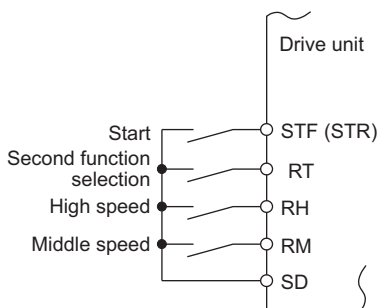 Drive unit
Start
STF (STR)
Second function
selection
RT
High speed
RH
Middle speed
RM
SD